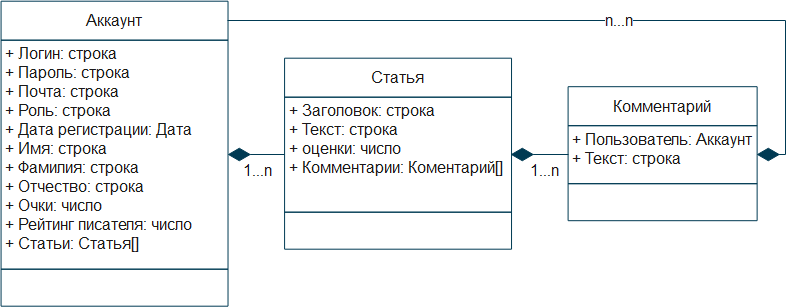 Аккаунт
+ Логин: строка
+ Пароль: строка
+ Почта: строка
+ Роль: строка
+ Дата регистрации: Дата
+ Имя: строка
+ Фамилия: строка
+ Отчество: строка
+ Очки: число
+ Рейтинг писателя: число
+ Статьи: Статья[]
1...n
Статья
+ Заголовок: строка
+ Текст: строка
+ оценки: число
+ Комментарии: Коментарий[]
1...n
Комментарий
+ Пользователь: Аккаунт
+ Текст: строка
n...n